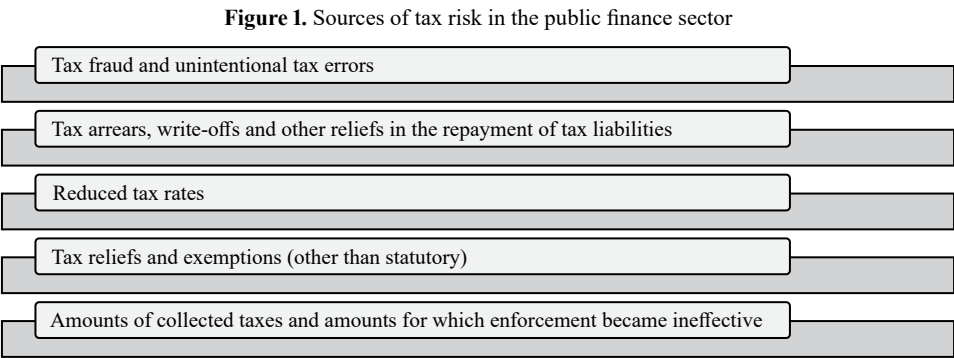 Figure 1. Sources of tax risk in the public finance sector
Tax fraud and unintentional tax errors
Tax arrears, write-offs and other reliefs in the repayment of tax liabilities
Reduced tax rates
Tax reliefs and exemptions (other than statutory)
Amounts of collected taxes and amounts for which enforcement became ineffective